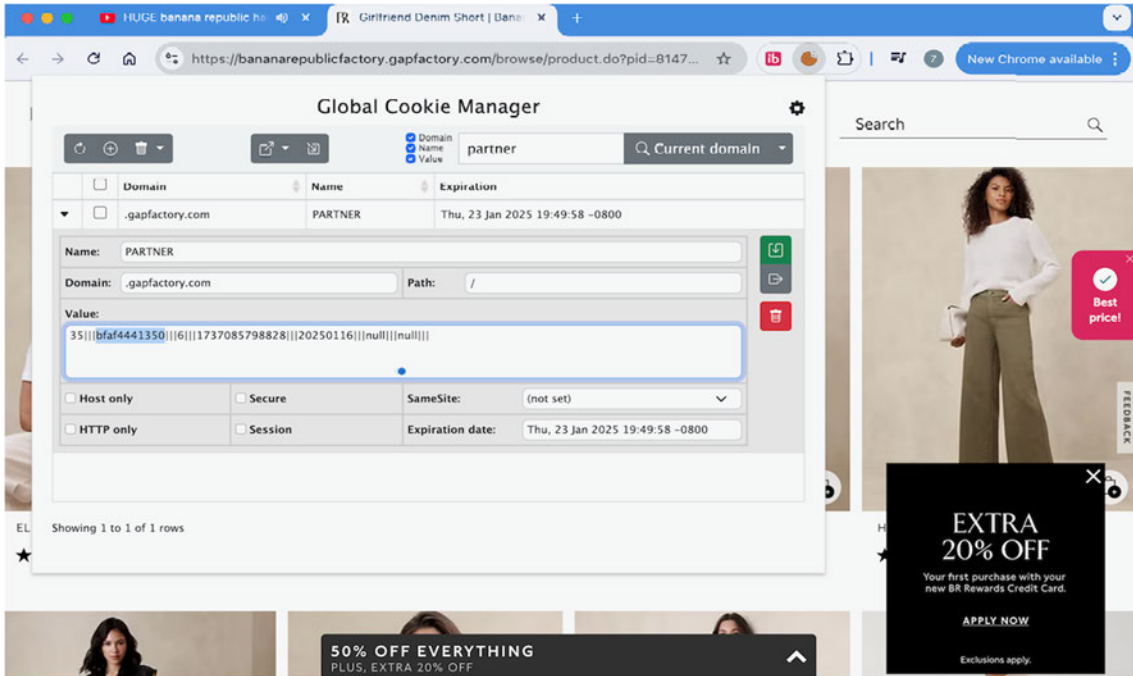 HUGE banana republic ha
Girlfriend Denim Short | Bana
https://bananarepublicfactory.gapfactory.com/browse/product.do?pid=8147...
ib
7
New Chrome available
Global Cookie Manager
Search
Domain
Name
Value
partner
Current domain
Domain Name Expiration
.gapfactory.com PARTNER Thu, 23 Jan 2025 19:49:58 -0800
Name: PARTNER
Domain: .gapfactory.com Path: /
Value:
35|||bfaf4441350|||6|||1737085798828|||20250116|||null|||null|||
Host only Secure SameSite: (not set)
HTTP only Session Expiration date: Thu, 23 Jan 2025 19:49:58 -0800
Showing 1 to 1 of 1 rows
Best
price!
FEEDBACK
EL
H
EXTRA
20% OFF
Your first purchase with your
new BR Rewards Credit Card.
APPLY NOW
Exclusions apply.
50% OFF EVERYTHING
PLUS, EXTRA 20% OFF